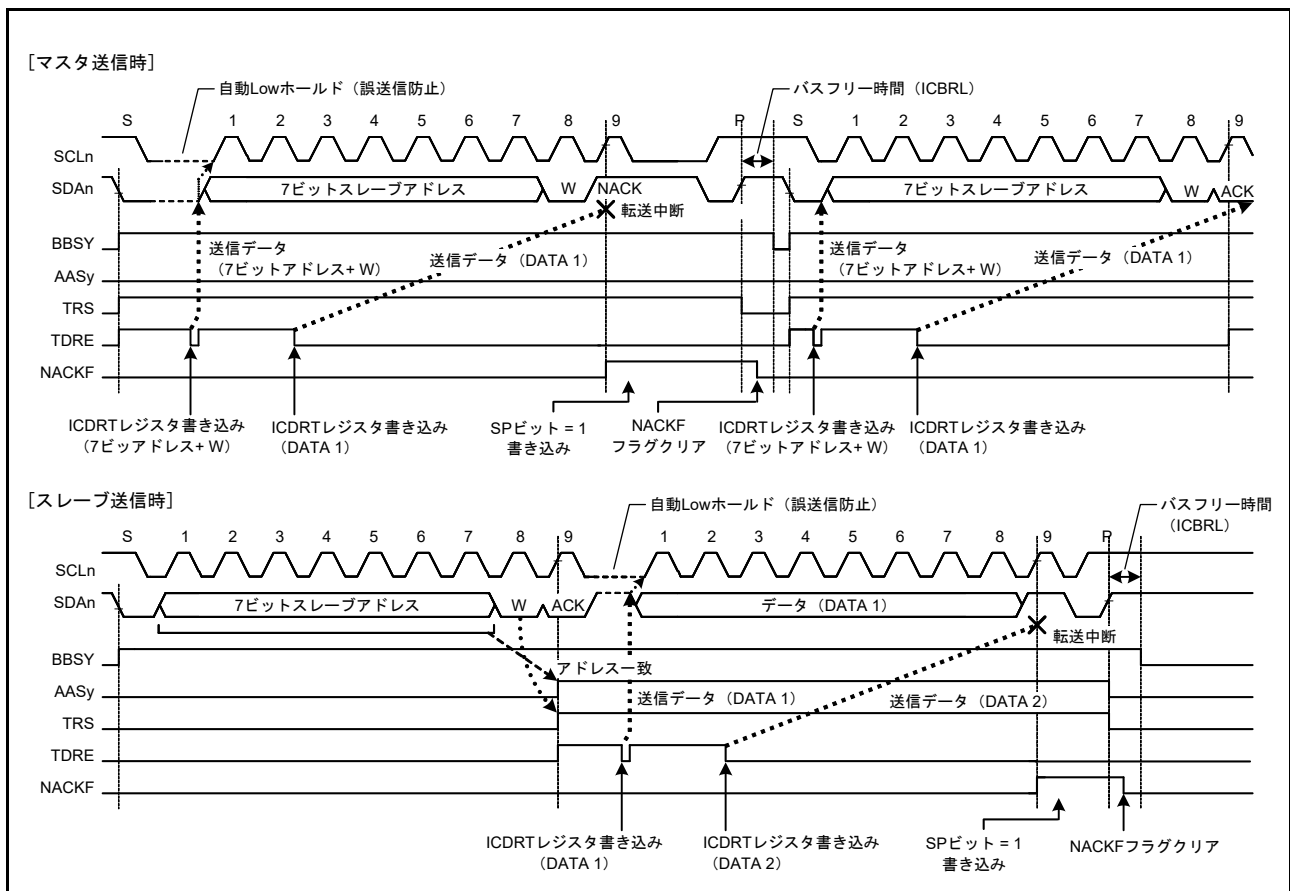 [マスタ送信時]
自動Lowホールド（誤送信防止）
バスフリー時間（ICBRL）
S 1 2 3 4 5 6 7 8 9 P S 1 2 3 4 5 6 7 8 9
SCLn
SDAn
7ビットスレーブアドレス W NACK 7ビットスレーブアドレス W ACK
転送中断
BBSY
送信データ
（7ビットアドレス+ W）
送信データ（DATA 1）
送信データ
（7ビットアドレス+ W）
送信データ（DATA 1）
AASy
TRS
TDRE
NACKF
ICDRTレジスタ書き込み
（7ビッアドレス+ W）
ICDRTレジスタ書き込み
（DATA 1）
SPビット = 1
書き込み
NACKF
フラグクリア
ICDRTレジスタ書き込み
（7ビットアドレス+ W）
ICDRTレジスタ書き込み
（DATA 1）
[スレーブ送信時]
自動Lowホールド（誤送信防止）
バスフリー時間
（ICBRL）
S 1 2 3 4 5 6 7 8 9 1 2 3 4 5 6 7 8 9 P
SCLn
SDAn
7ビットスレーブアドレス W ACK データ（DATA 1）
転送中断
BBSY
アドレス一致
AASy
送信データ（DATA 1）
送信データ（DATA 2）
TRS
TDRE
NACKF
ICDRTレジスタ書き込み
（DATA 1）
ICDRTレジスタ書き込み
（DATA 2）
SPビット = 1
書き込み
NACKFフラグクリア